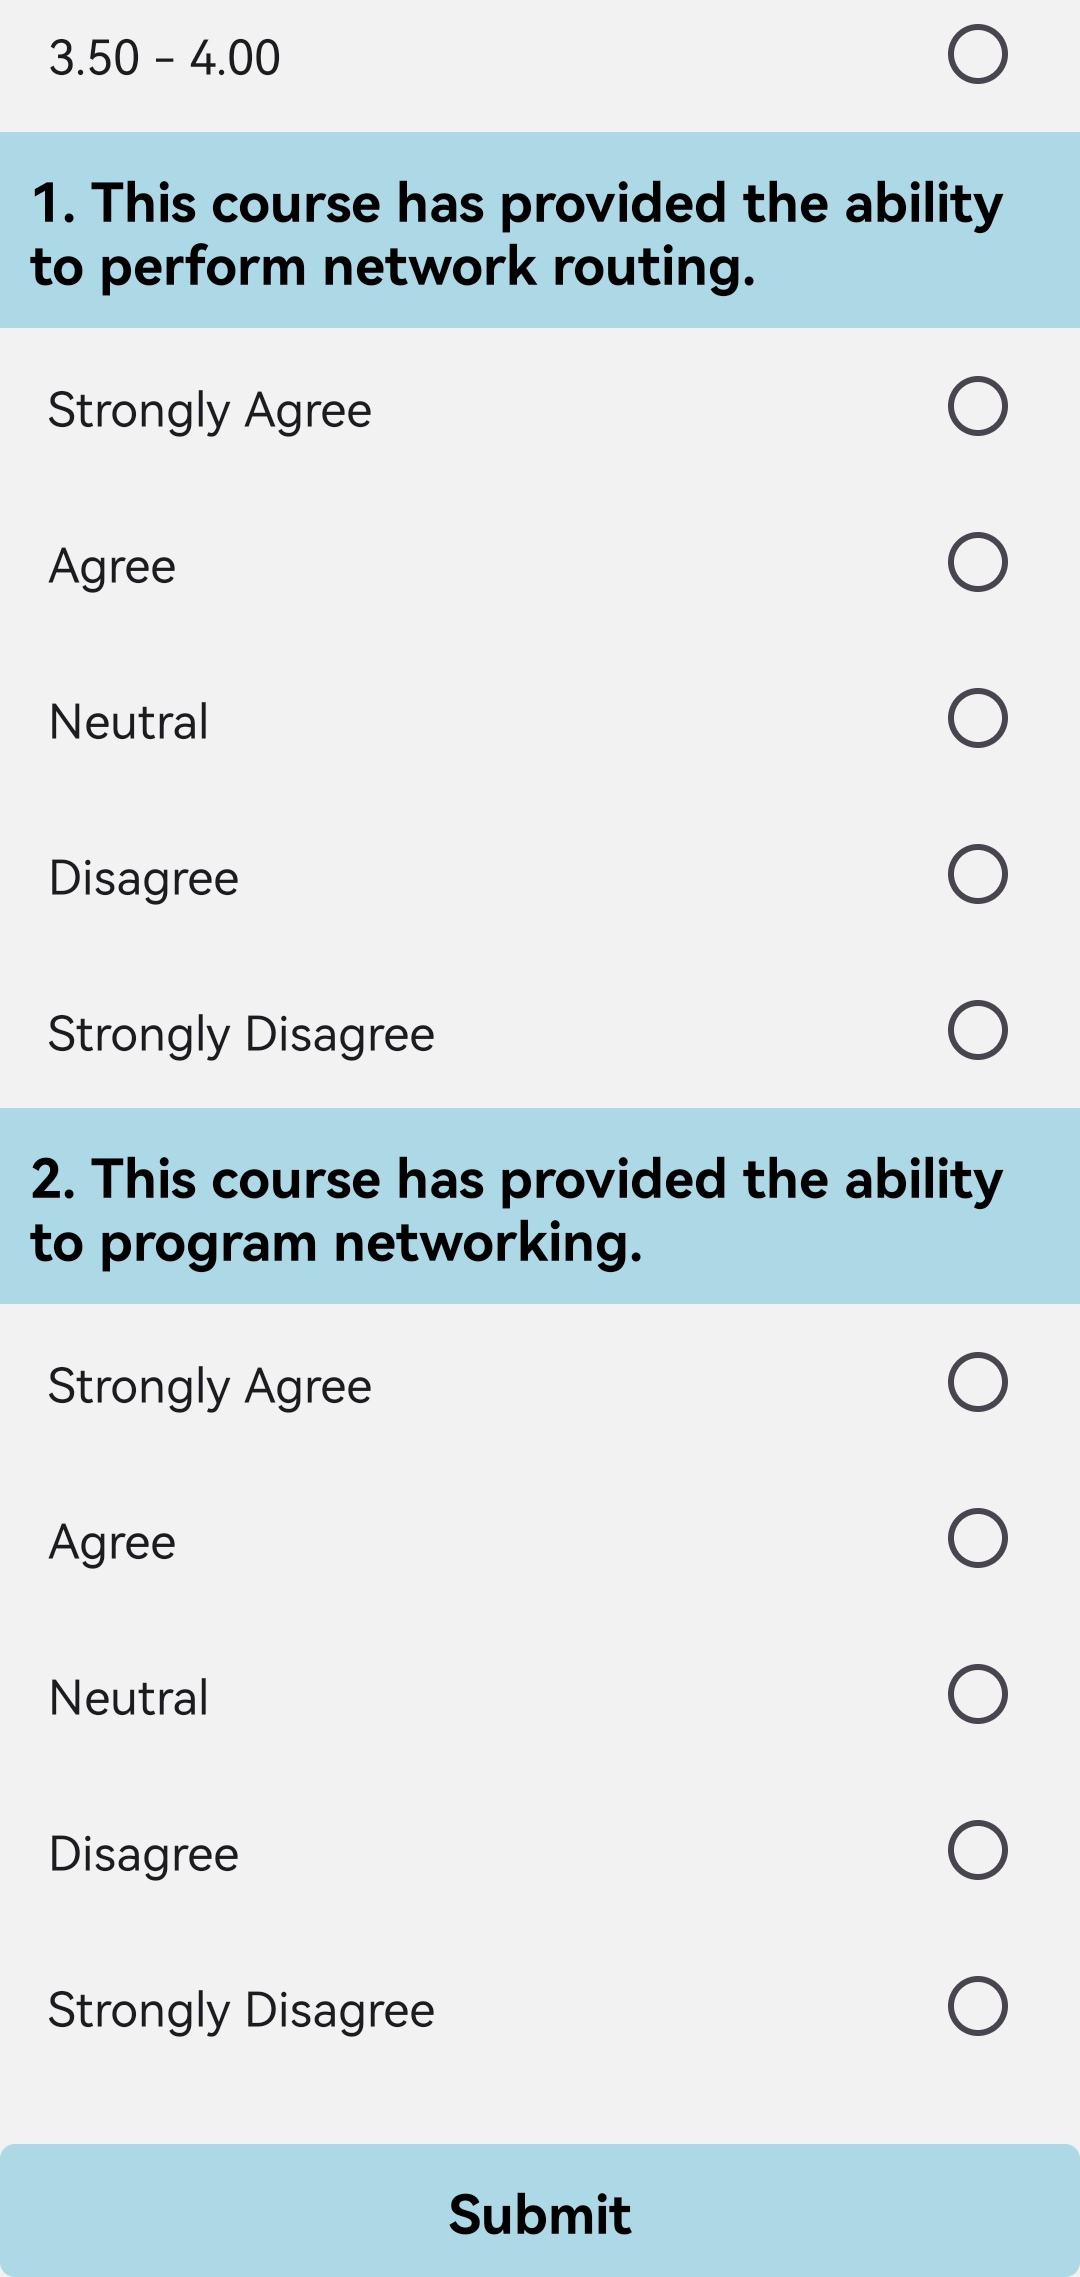 3.50 - 4.00
1. This course has provided the ability
to perform network routing.
Strongly Agree
Agree
Neutral
Disagree
Strongly Disagree
2. This course has provided the ability
to program networking.
Strongly Agree
Agree
Neutral
Disagree
Strongly Disagree
Submit